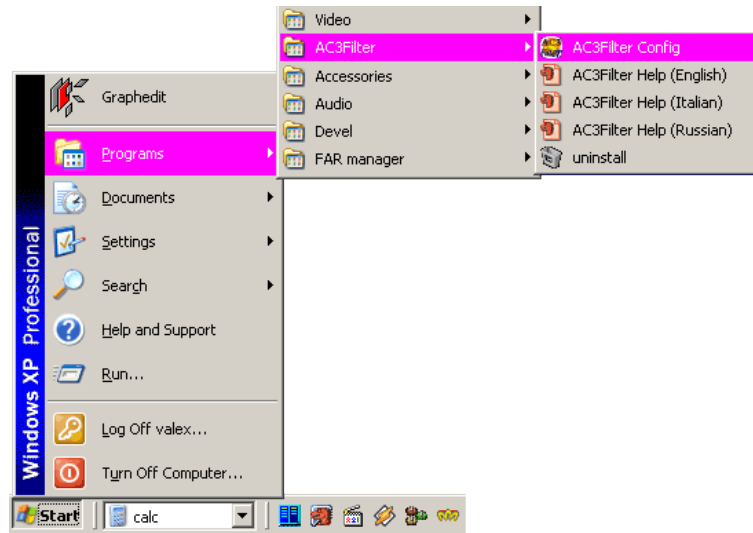 Video
AC3Filter
Accessories
Audio
Devel
FAR manager
AC3Filter Config
AC3Filter Help (English)
AC3Filter Help (Italian)
AC3Filter Help (Russian)
uninstall
Graphedit
Programs
Documents
Settings
Search
Help and Support
Run...
Log Off valex...
Turn Off Computer...
Windows XP Professional
Start
calc